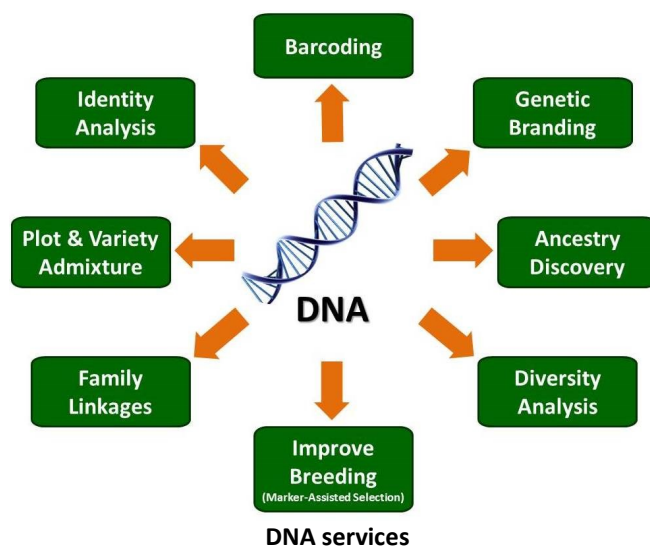 Barcoding
Identity
Analysis
Genetic
Branding
Plot & Variety
Admixture
Ancestry
Discovery
DNA
Family
Linkages
Diversity
Analysis
Improve
Breeding
(Marker-Assisted Selection)
DNA services